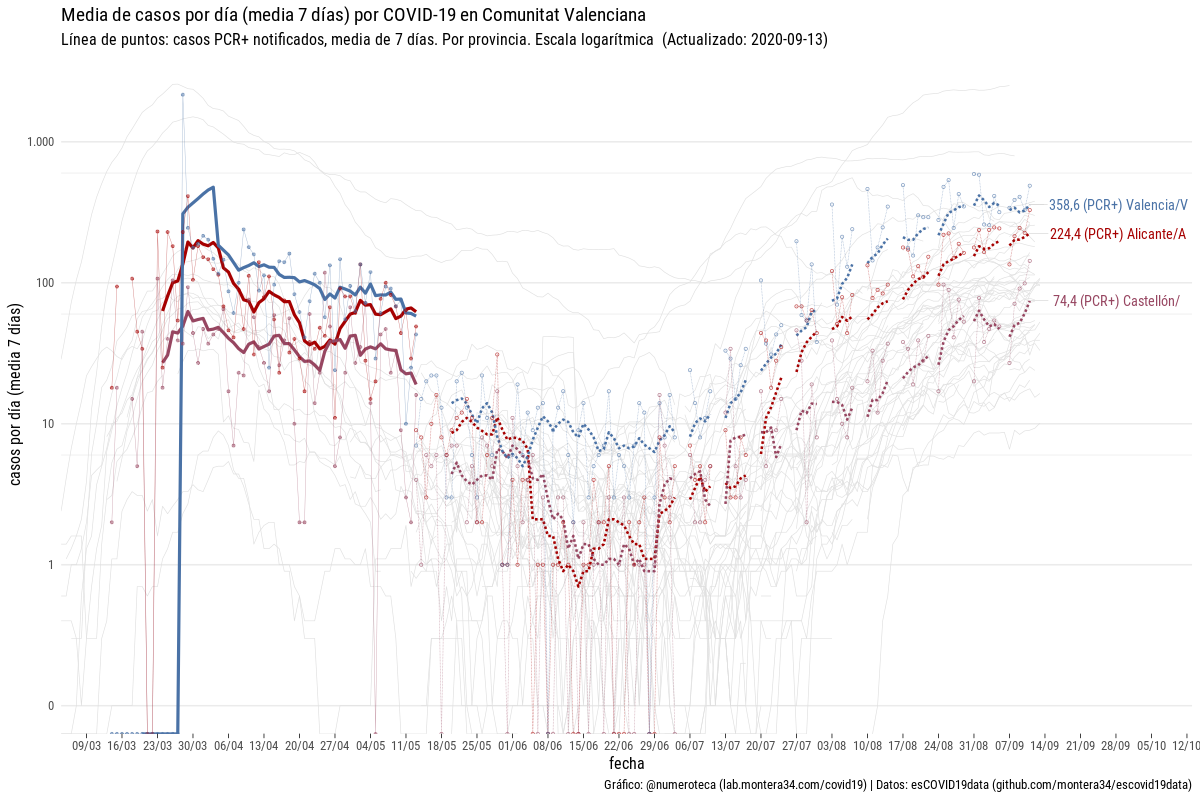 Media de casos por día (media 7 días) por COVID-19 en Comunitat Valenciana
Línea de puntos: casos PCR+ notificados, media de 7 días. Por provincia. Escala logarítmica  (Actualizado: 2020-09-13)
casos por día (media 7 días)
1.000
100
10
1
0
358,6 (PCR+) Valencia/V
224,4 (PCR+) Alicante/A
74,4 (PCR+) Castellón/
09/03 16/03 23/03 30/03 06/04 13/04 20/04 27/04 04/05 11/05 18/05 25/05 01/06 08/06 15/06 22/06 29/06 06/07 13/07 20/07 27/07 03/08 10/08 17/08 24/08 31/08 07/09 14/09 21/09 28/09 05/10 12/10
fecha
Gráfico: @numeroteca (lab.montera34.com/covid19) | Datos: esCOVID19data (github.com/montera34/escovid19data)